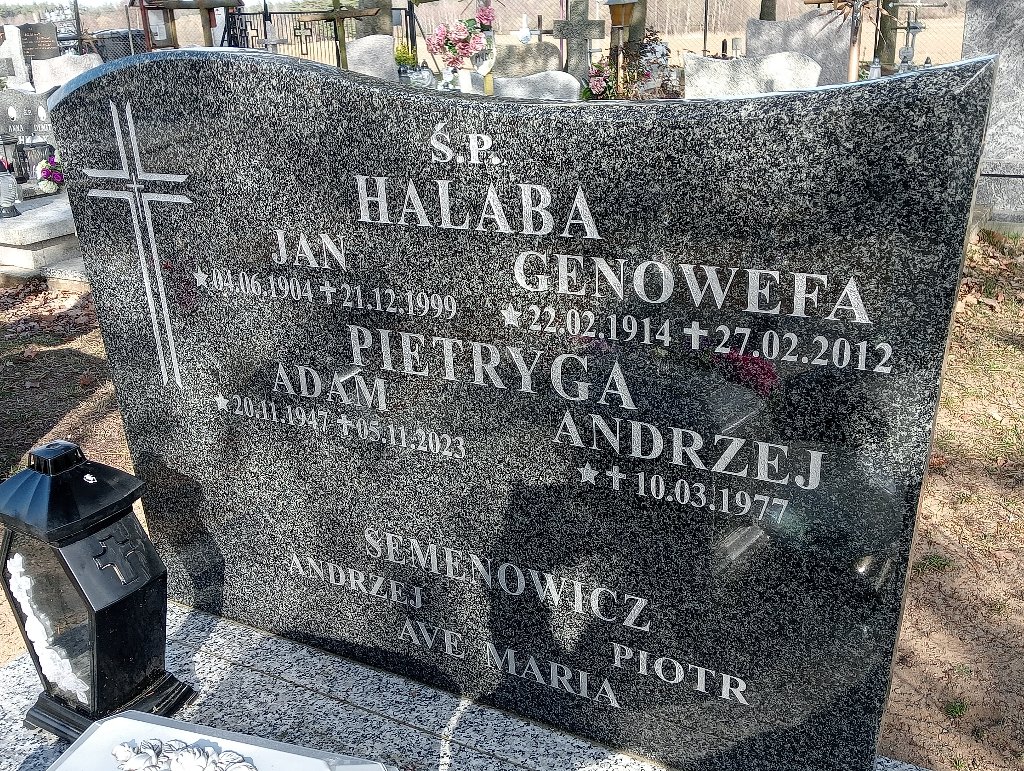 Ś.P.
HALABA
JAN GENOWEFA
★04.06.1904 ✝ 21.12.1999 ★22.02.1914 ✝ 27.02.2012
PIETRYGA
ADAM ANDRZEJ
★20.11.1947 ✝ 05.11.2023 ★ ✝ 10.03.1977
SEMENOWICZ
ANDRZEJ PIOTR
AVE MARIA